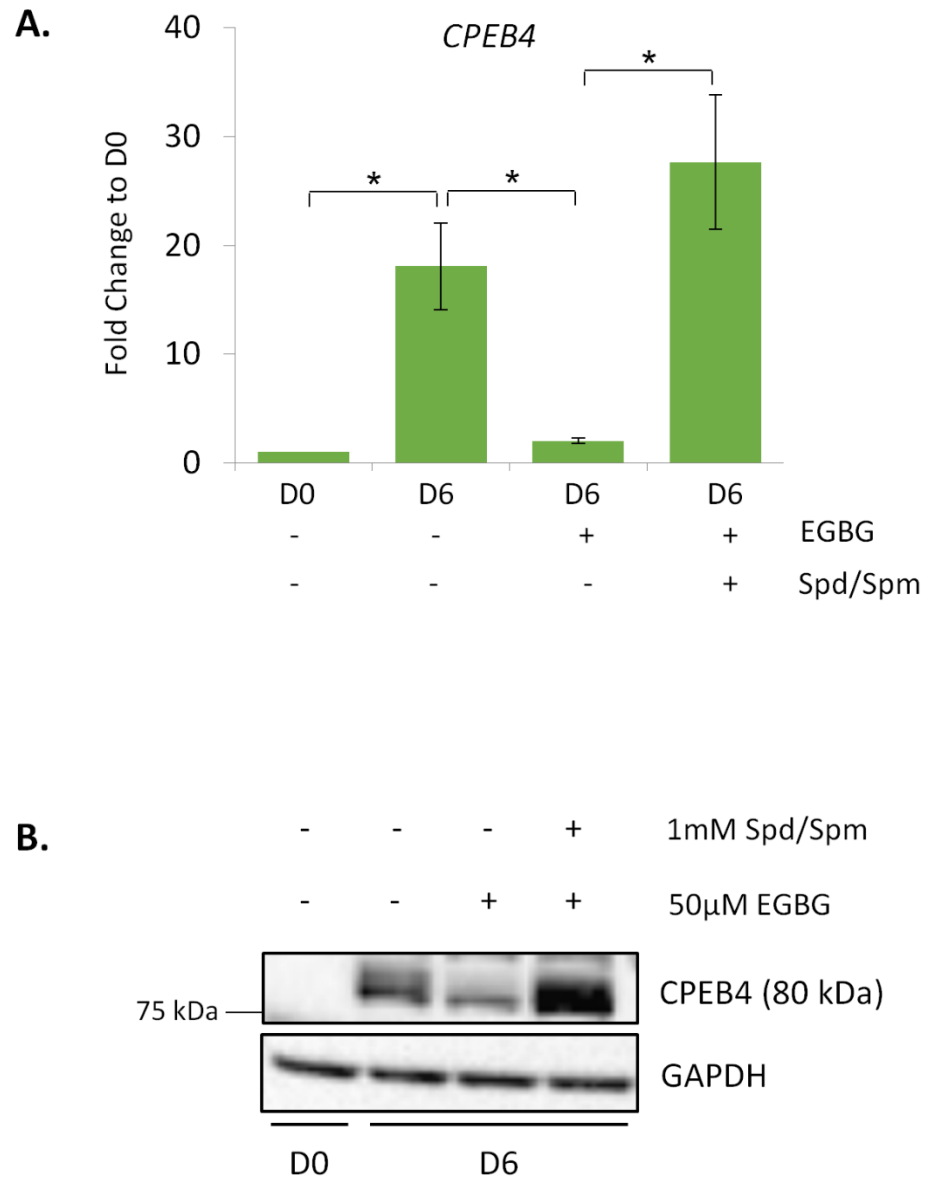 A.
CPEB4
Fold Change to D0
40
30
20
10
0
*
*
*
D0 D6 D6 D6
- - + + EGBG
- - - + Spd/Spm
B.
- - - + 1mM Spd/Spm
- - + + 50µM EGBG
75 kDa
CPEB4 (80 kDa)
GAPDH
D0 D6